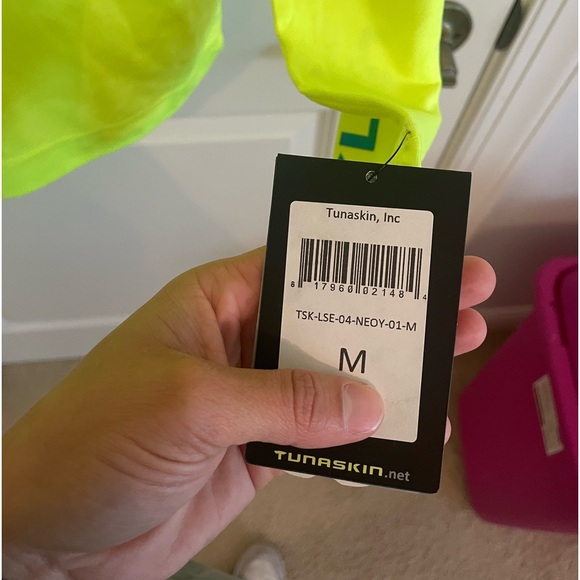 L
Tunaskin, Inc
8 17960 02148 4
TSK-LSE-04-NEOY-01-M
M
TUNASKIN.net